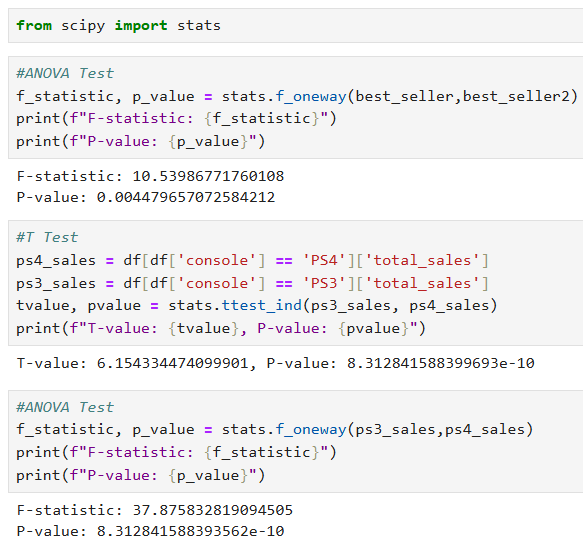 from scipy import stats
#ANOVA Test
f_statistic, p_value = stats.f_oneway(best_seller,best_seller2)
print(f"F-statistic: {f_statistic}")
print(f"P-value: {p_value}")
F-statistic: 10.53986771760108
P-value: 0.004479657072584212
#T Test
ps4_sales = df[df['console'] == 'PS4']['total_sales']
ps3_sales = df[df['console'] == 'PS3']['total_sales']
tvalue, pvalue = stats.ttest_ind(ps3_sales, ps4_sales)
print(f"T-value: {tvalue}, P-value: {pvalue}")
T-value: 6.154334474099901, P-value: 8.312841588399693e-10
#ANOVA Test
f_statistic, p_value = stats.f_oneway(ps3_sales,ps4_sales)
print(f"F-statistic: {f_statistic}")
print(f"P-value: {p_value}")
F-statistic: 37.875832819094505
P-value: 8.312841588393562e-10